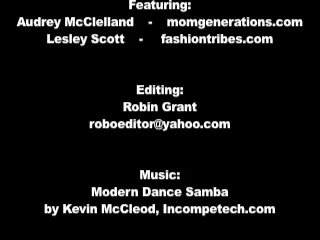 Featuring:
Audrey McClelland - momgenerations.com
Lesley Scott - fashiontribes.com
Editing:
Robin Grant
roboeditor@yahoo.com
Music:
Modern Dance Samba
by Kevin McCleod, Incompetech.com